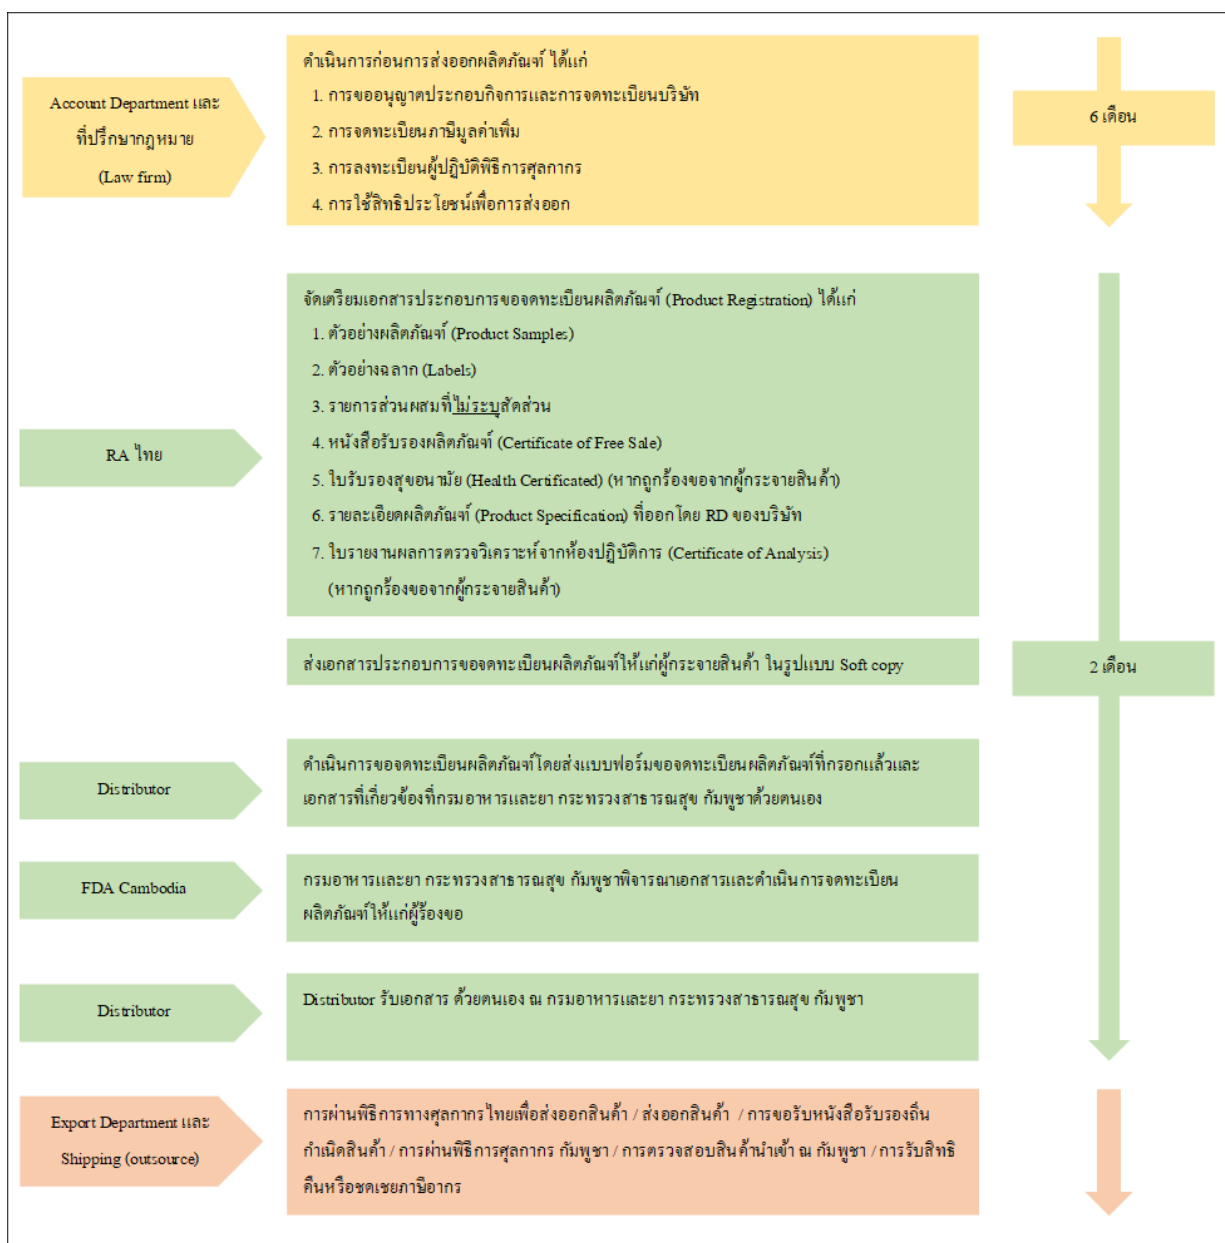 Account Department และ
ที่ปรึกษากฎหมาย
(Law firm)
ดำเนินการก่อนการส่งออกผลิตภัณฑ์ ได้แก่
1. การขออนุญาตประกอบกิจการและการจดทะเบียนบริษัท
2. การจดทะเบียนภาษีมูลค่าเพิ่ม
3. การลงทะเบียนผู้ปฏิบัติพิธีการศุลกากร
4. การใช้สิทธิประโยชน์เพื่อการส่งออก
6 เดือน
RA ไทย
จัดเตรียมเอกสารประกอบการขอจดทะเบียนผลิตภัณฑ์ (Product Registration) ได้แก่
1. ตัวอย่างผลิตภัณฑ์ (Product Samples)
2. ตัวอย่างฉลาก (Labels)
3. รายการส่วนผสมที่ไม่ระบุสัดส่วน
4. หนังสือรับรองผลิตภัณฑ์ (Certificate of Free Sale)
5. ใบรับรองสุขอนามัย (Health Certificated) (หากถูกร้องขอจากผู้กระจายสินค้า)
6. รายละเอียดผลิตภัณฑ์ (Product Specification) ที่ออกโดย RD ของบริษัท
7. ใบรายงานผลการตรวจวิเคราะห์จากห้องปฏิบัติการ (Certificate of Analysis)
(หากถูกร้องขอจากผู้กระจายสินค้า)
ส่งเอกสารประกอบการขอจดทะเบียนผลิตภัณฑ์ให้แก่ผู้กระจายสินค้า ในรูปแบบ Soft copy
2 เดือน
Distributor
ดำเนินการขอจดทะเบียนผลิตภัณฑ์โดยส่งแบบฟอร์มขอจดทะเบียนผลิตภัณฑ์ที่กรอกแล้วและ
เอกสารที่เกี่ยวข้องที่กรมอาหารและยา กระทรวงสาธารณสุข กัมพูชาด้วยตนเอง
FDA Cambodia
กรมอาหารและยา กระทรวงสาธารณสุข กัมพูชาพิจารณาเอกสารและดำเนินการจดทะเบียน
ผลิตภัณฑ์ให้แก่ผู้ร้องขอ
Distributor
Distributor รับเอกสาร ด้วยตนเอง ณ กรมอาหารและยา กระทรวงสาธารณสุข กัมพูชา
Export Department และ
Shipping (outsource)
การผ่านพิธีการทางศุลกากรไทยเพื่อส่งออกสินค้า / ส่งออกสินค้า / การขอรับหนังสือรับรองถิ่น
กำเนิดสินค้า / การผ่านพิธีการศุลกากร กัมพูชา / การตรวจสอบสินค้านำเข้า ณ กัมพูชา / การรับสิทธิ
คืนหรือชดเชยภาษีอากร